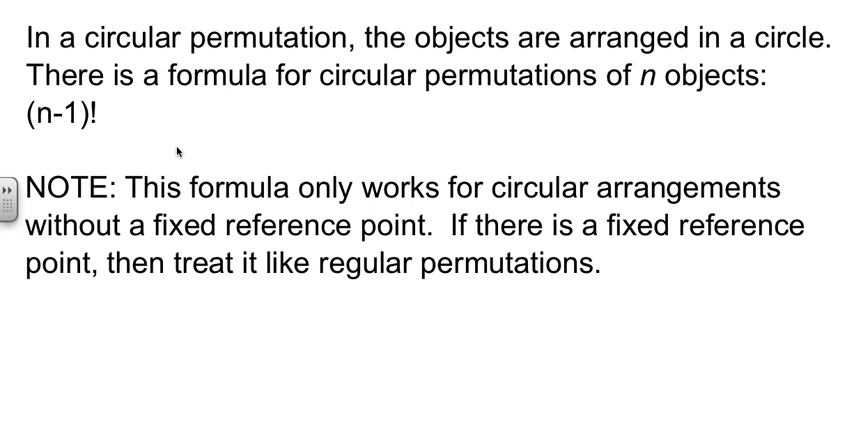 In a circular permutation, the objects are arranged in a circle.
There is a formula for circular permutations of n objects:
(n-1)!
NOTE: This formula only works for circular arrangements
without a fixed reference point.  If there is a fixed reference
point, then treat it like regular permutations.